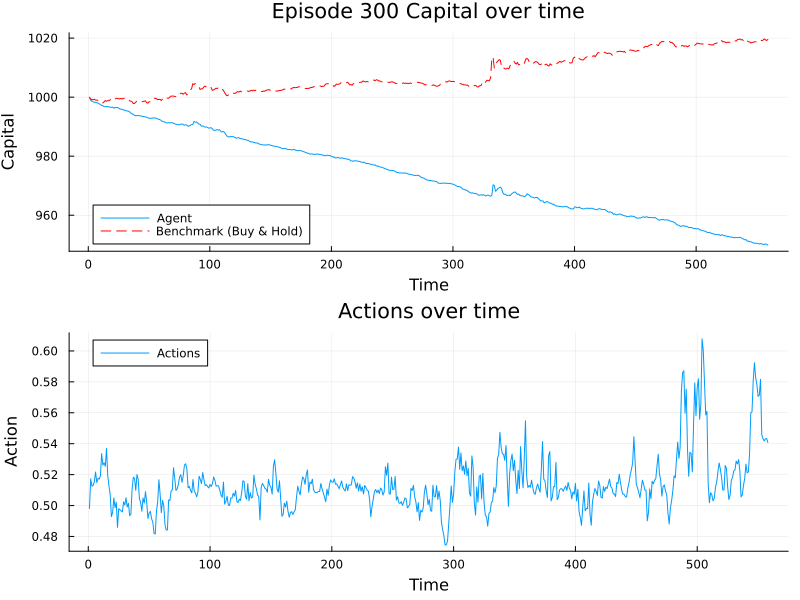 Episode 300 Capital over time
1020
1000
980
960
Capital
Agent
Benchmark (Buy & Hold)
0 100 200 300 400 500
Time
Actions over time
Actions
0.60
0.58
0.56
0.54
0.52
0.50
0.48
Action
0 100 200 300 400 500
Time